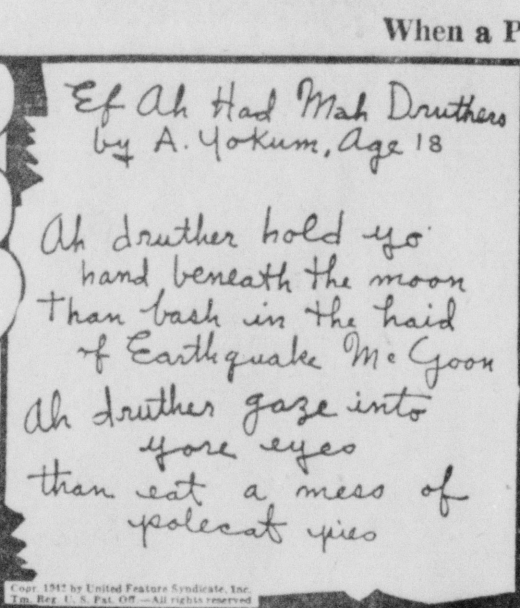 When a P
Ef Ah Had Mah Druthers
by A. Yokum, Age 18
Ah druther hold yo'
hand beneath the moon
Than bash in the haid
of Earthquake McGoon
Ah druther gaze into
yore eyes
than eat a mess of
polecat pies
Copr. 1942 by United Feature Syndicate, Inc.
Tm. Reg. U. S. Pat. Off.—All rights reserved